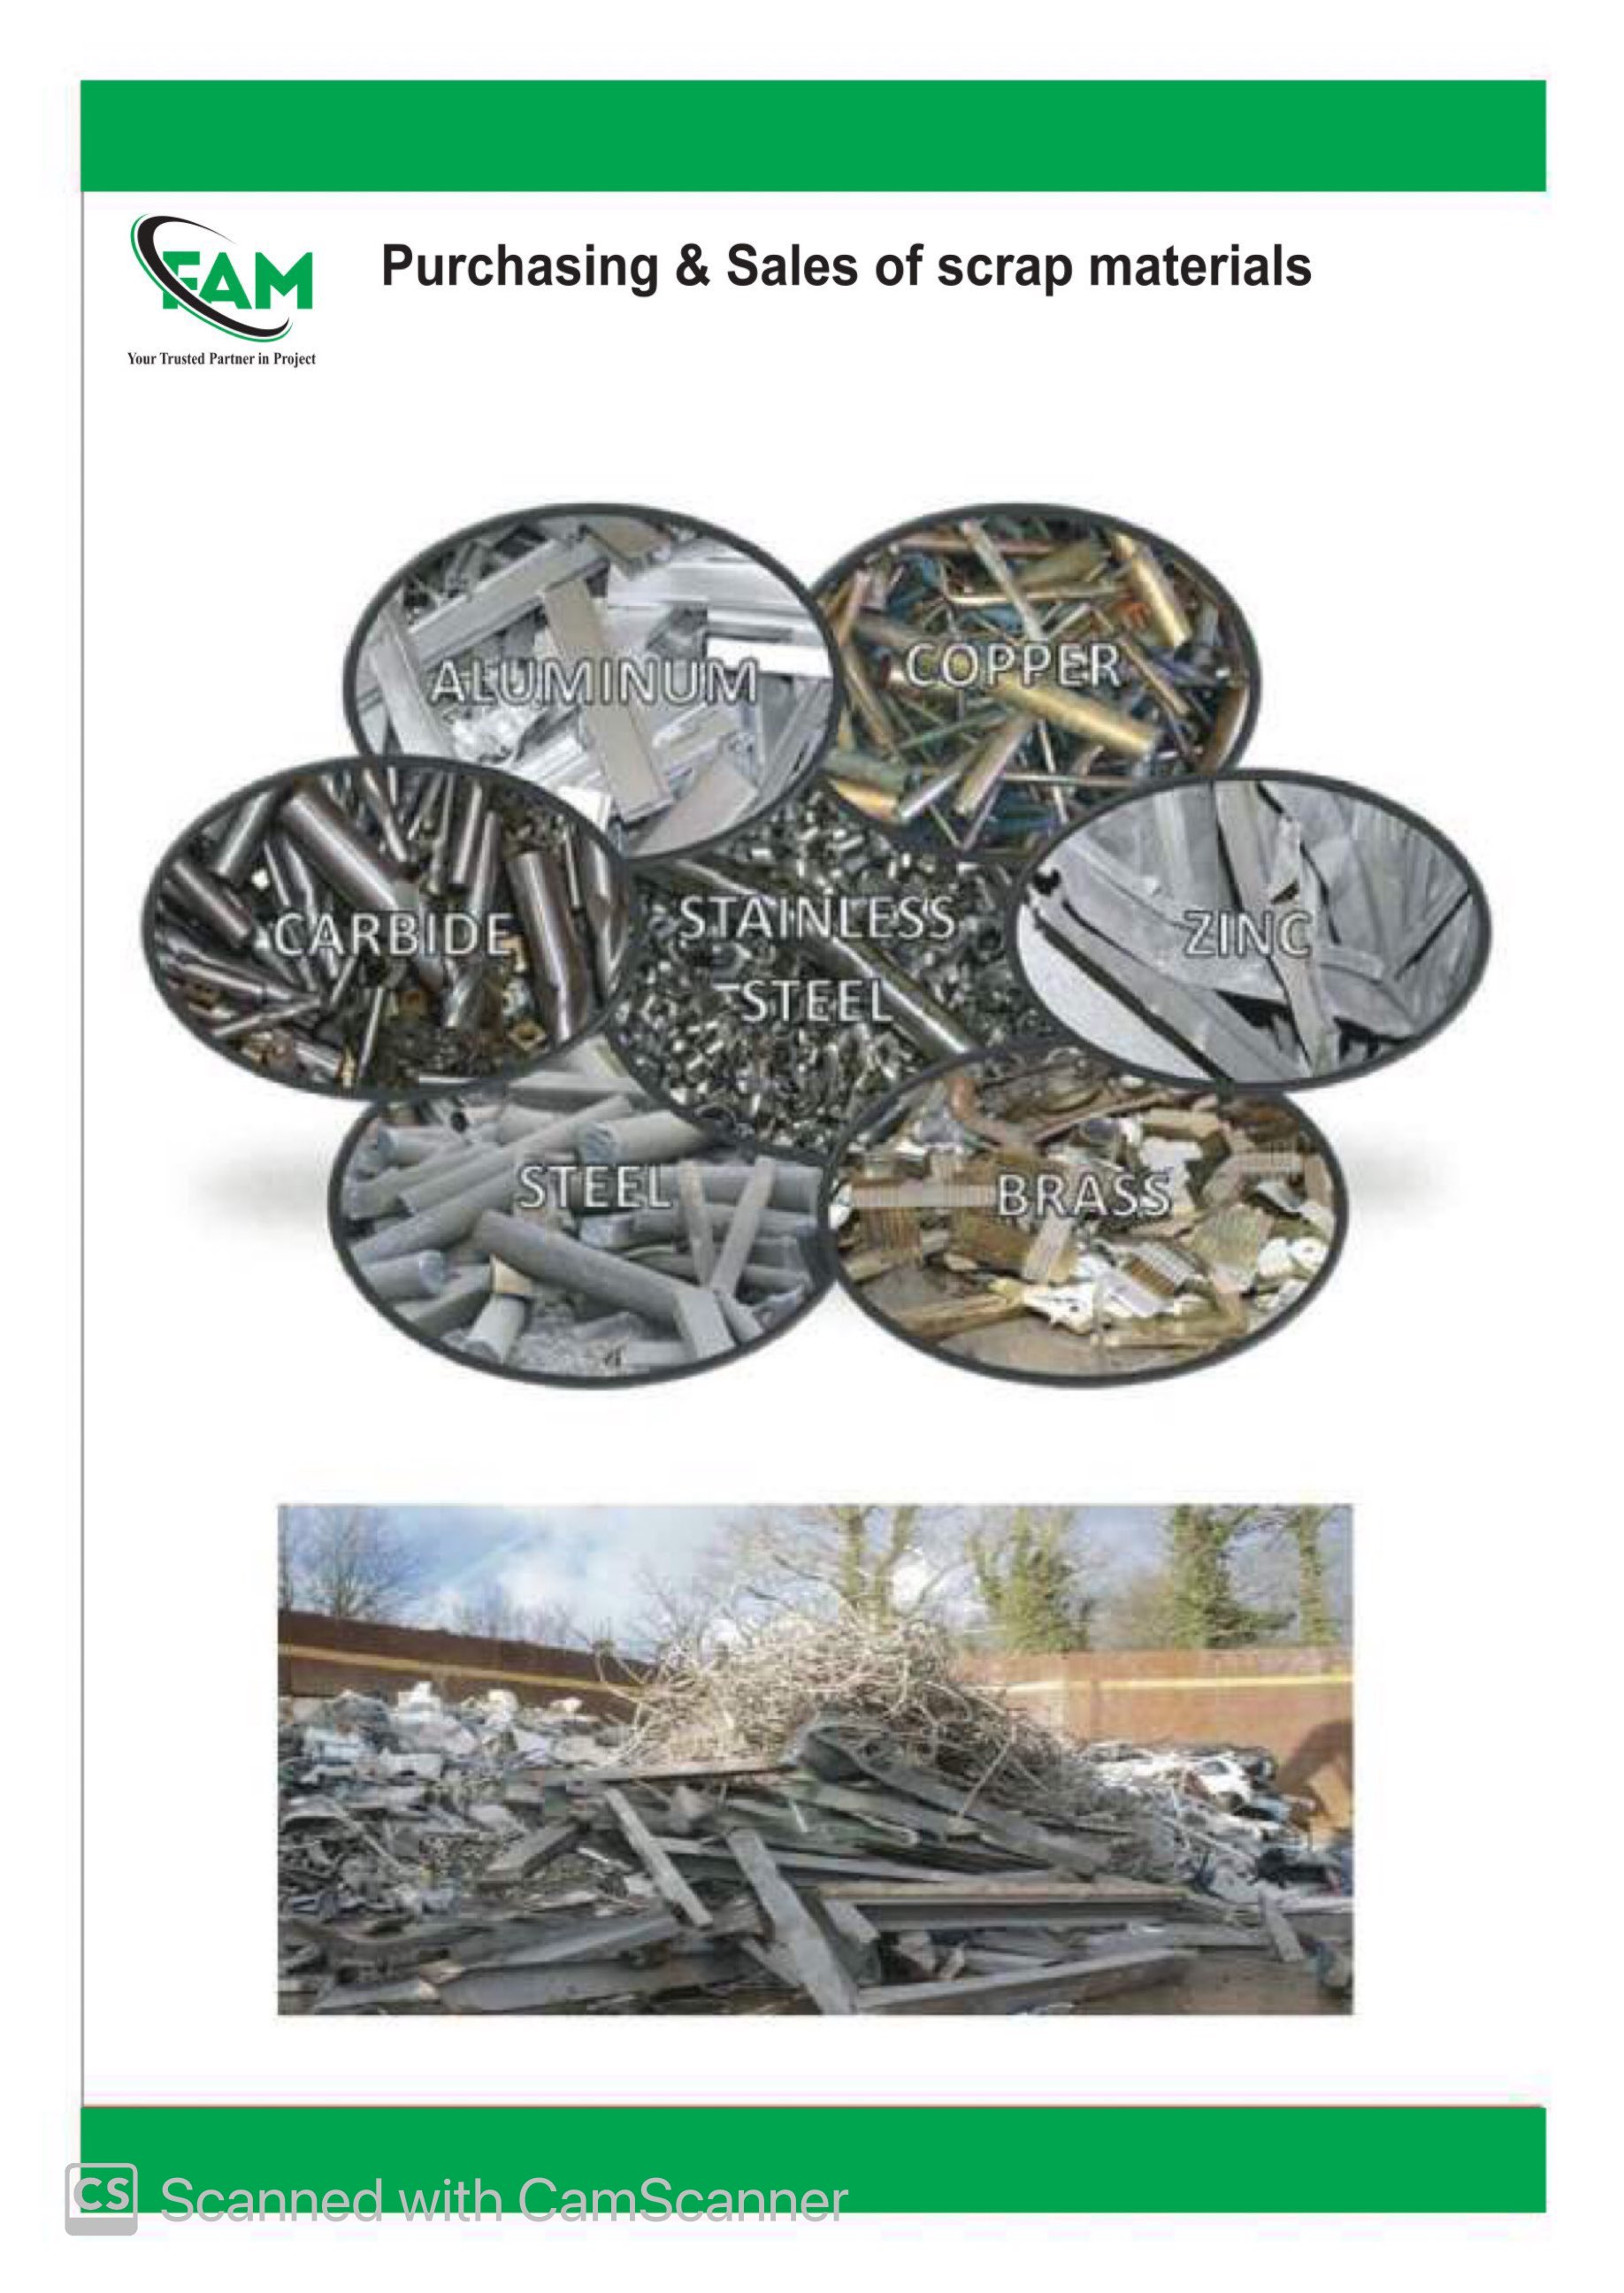 FAM
Your Trusted Partner in Project
Purchasing & Sales of scrap materials
ALUMINUM
COPPER
CARBIDE
STAINLESS
STEEL
ZINC
STEEL
BRASS
CS Scanned with CamScanner